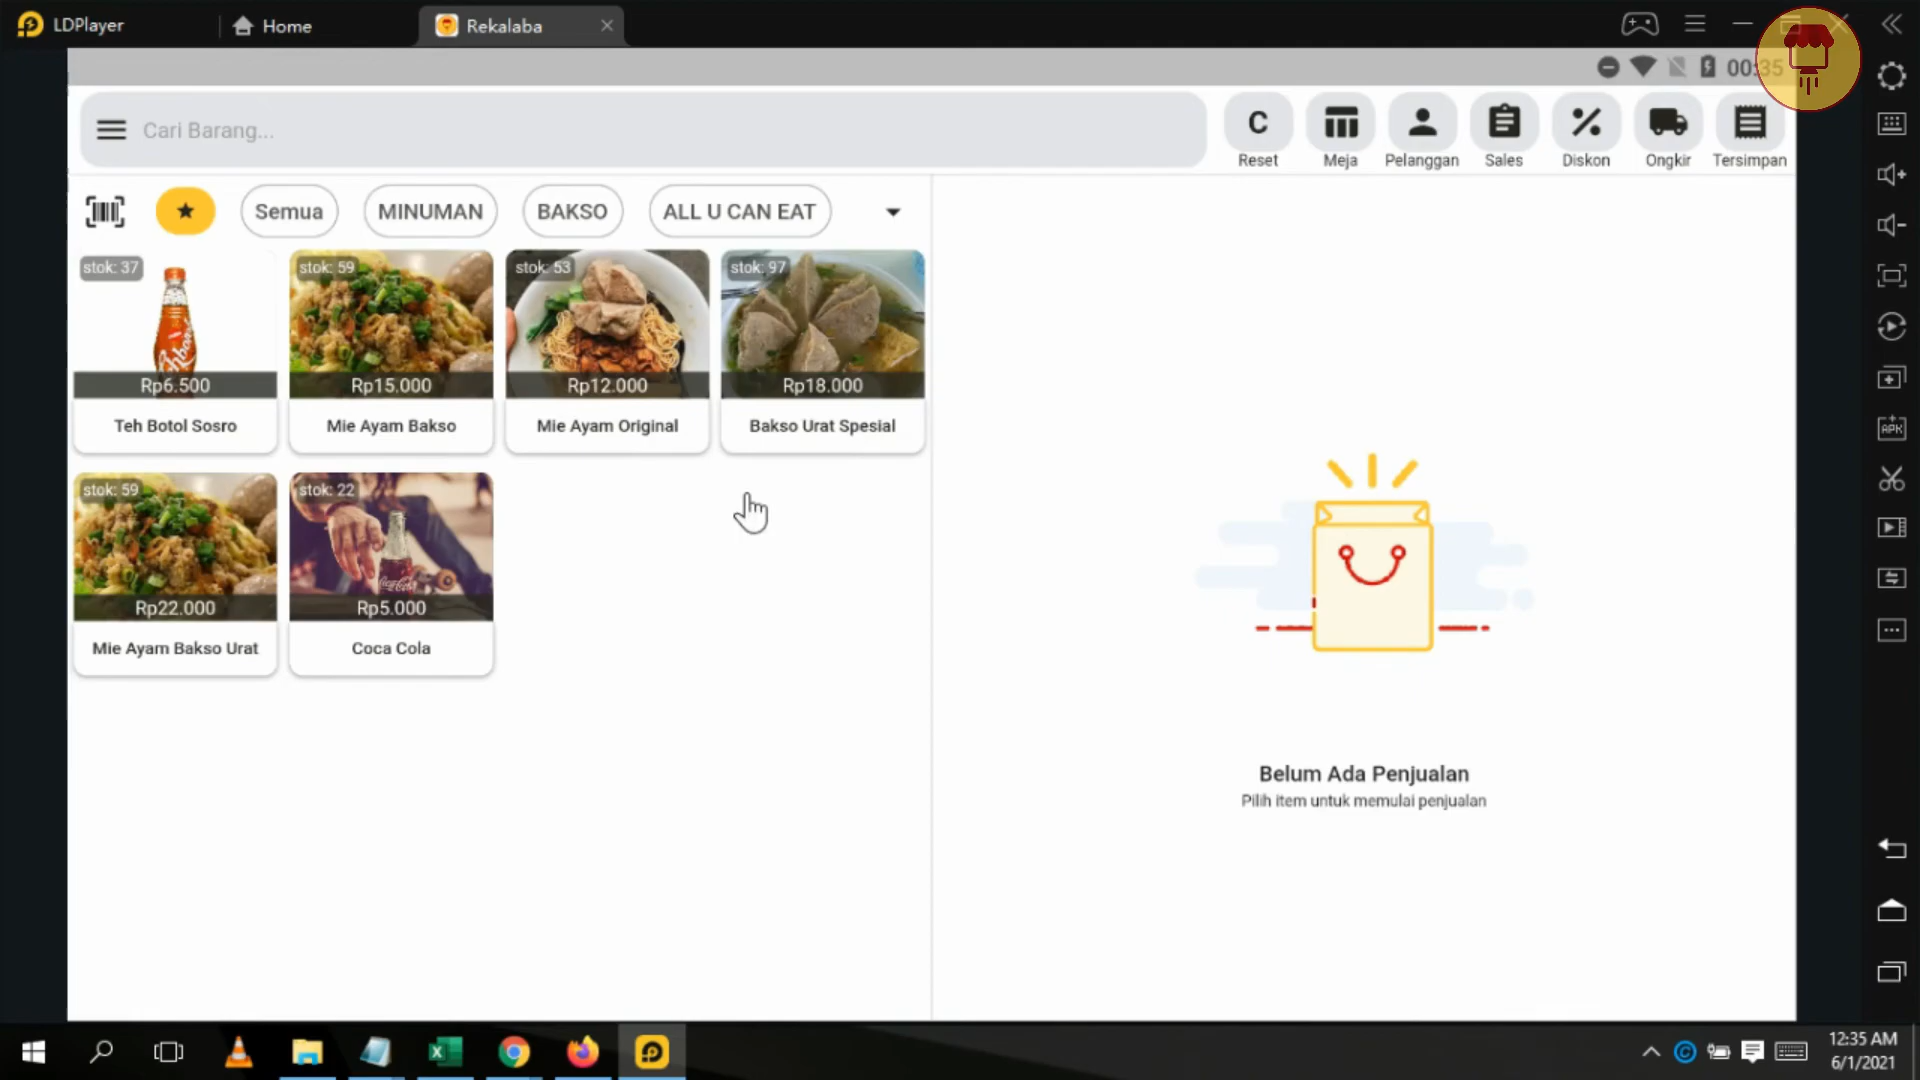 LDPlayer
Home
Rekalaba
00:35
Cari Barang...
C
Reset
Meja
Pelanggan
Sales
Diskon
Ongkir
Tersimpan
Semua
MINUMAN
BAKSO
ALL U CAN EAT
stok: 37
stok: 59
stok: 53
stok: 97
Rp6.500
Rp15.000
Rp12.000
Rp18.000
Teh Botol Sosro
Mie Ayam Bakso
Mie Ayam Original
Bakso Urat Spesial
stok: 59
stok: 22
Rp22.000
Rp5.000
Mie Ayam Bakso Urat
Coca Cola
Belum Ada Penjualan
Pilih item untuk memulai penjualan
APK
12:35 AM
6/1/2021